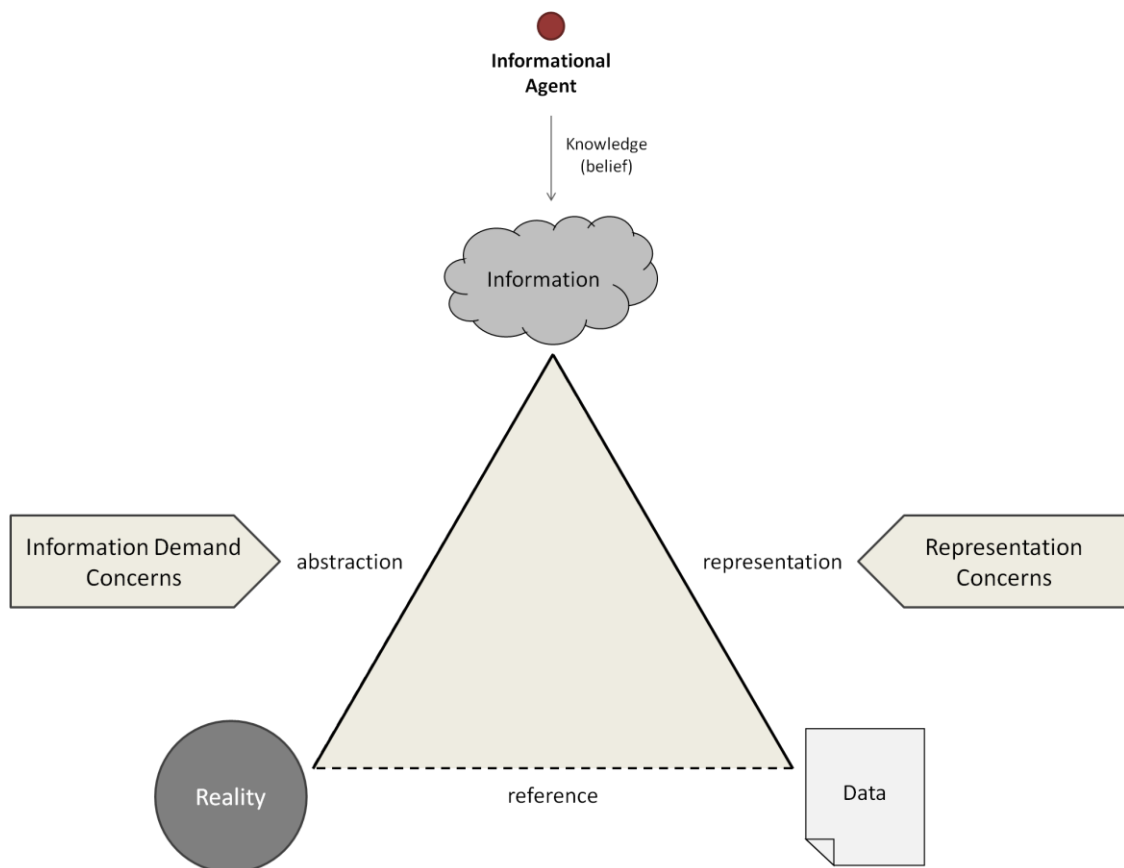 Informational
Agent
Knowledge
(belief)
Information
Information Demand
Concerns
abstraction
representation
Representation
Concerns
Reality
reference
Data